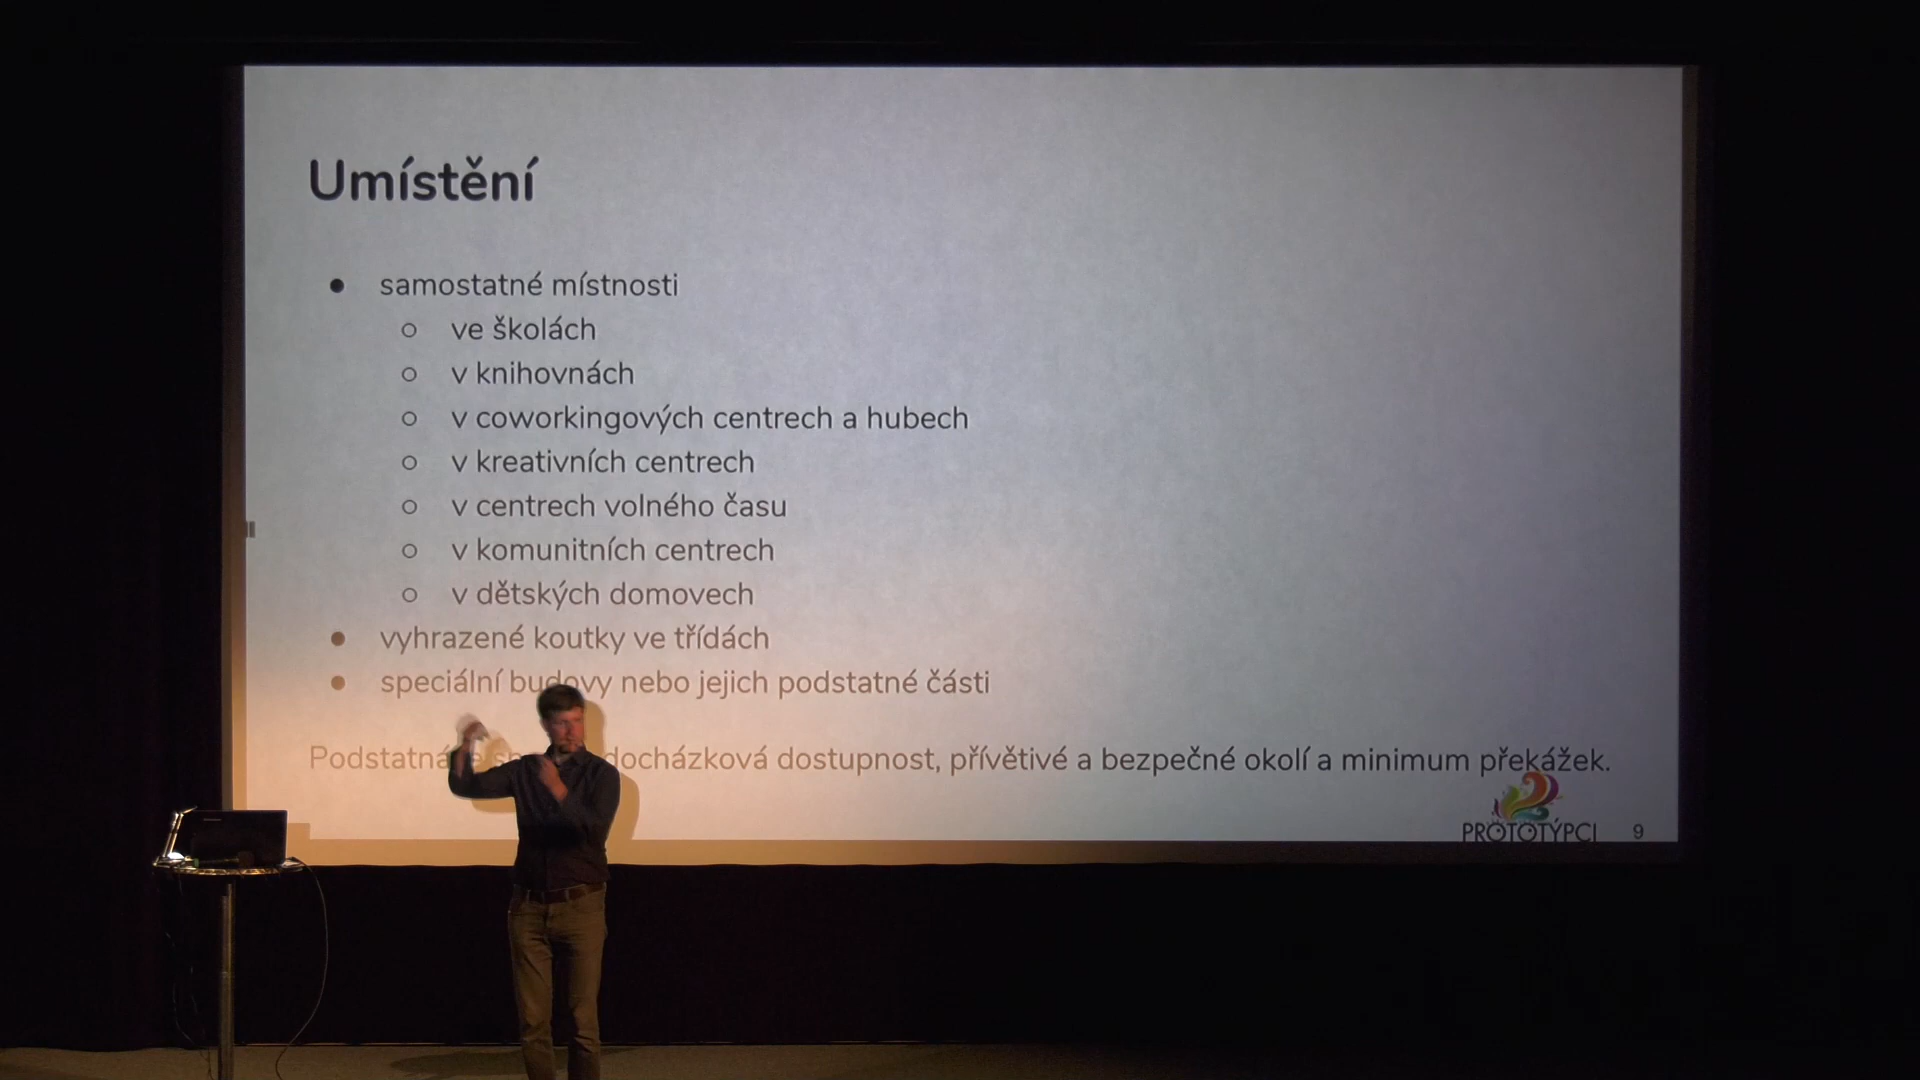 Umístění
● samostatné místnosti
○ ve školách
○ v knihovnách
○ v coworkingových centrech a hubech
○ v kreativních centrech
○ v centrech volného času
○ v komunitních centrech
○ v dětských domovech
● vyhrazené koutky ve třídách
● speciální budovy nebo jejich podstatné části
Podstatná docházková dostupnost, přívětivé a bezpečné okolí a minimum překážek.
PROTOTÝPCI 9